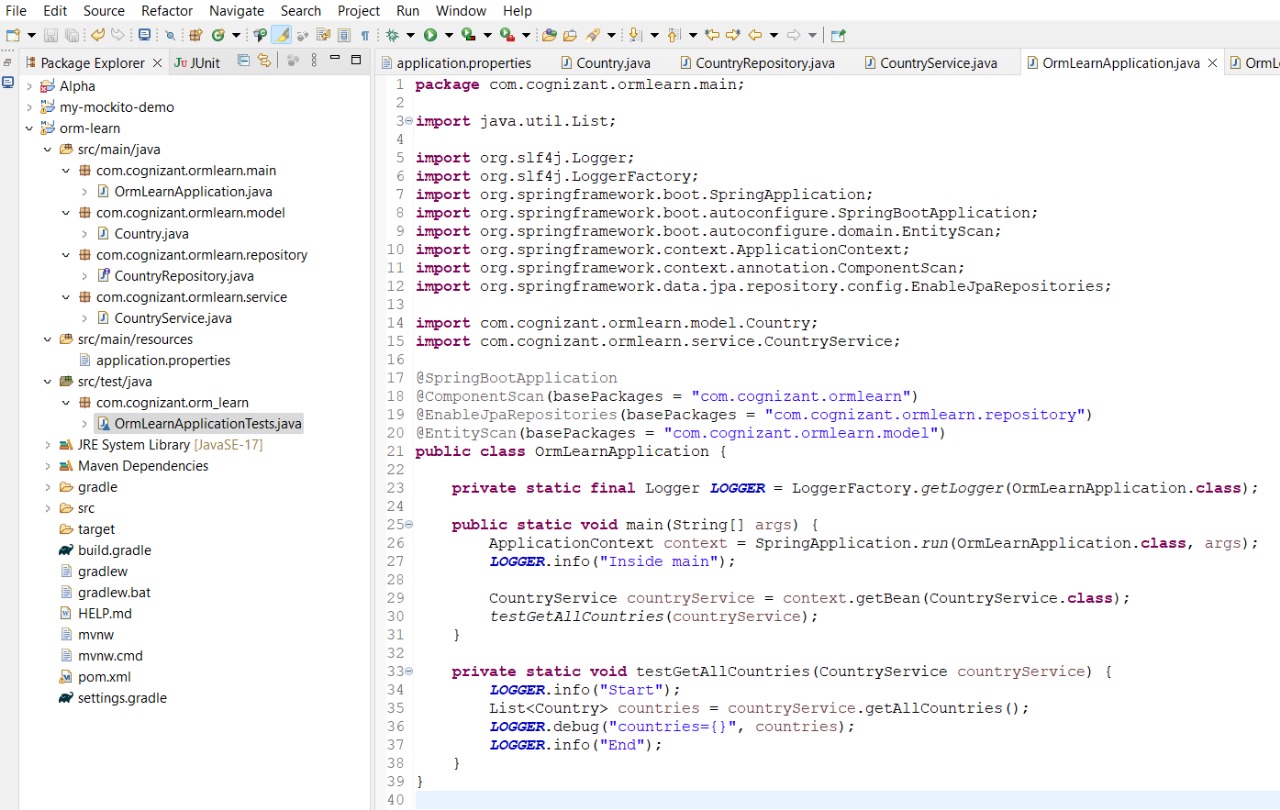 File Edit Source Refactor Navigate Search Project Run Window Help
Package Explorer
JUnit
Alpha
my-mockito-demo
orm-learn
src/main/java
com.cognizant.ormlearn.main
OrmLearnApplication.java
com.cognizant.ormlearn.model
Country.java
com.cognizant.ormlearn.repository
CountryRepository.java
com.cognizant.ormlearn.service
CountryService.java
src/main/resources
application.properties
src/test/java
com.cognizant.orm_learn
OrmLearnApplicationTests.java
JRE System Library [JavaSE-17]
Maven Dependencies
gradle
src
target
build.gradle
gradlew
gradlew.bat
HELP.md
mvnw
mvnw.cmd
pom.xml
settings.gradle
application.properties Country.java CountryRepository.java CountryService.java OrmLearnApplication.java OrmL
1 package com.cognizant.ormlearn.main;
2
3 import java.util.List;
4
5 import org.slf4j.Logger;
6 import org.slf4j.LoggerFactory;
7 import org.springframework.boot.SpringApplication;
8 import org.springframework.boot.autoconfigure.SpringBootApplication;
9 import org.springframework.boot.autoconfigure.domain.EntityScan;
10 import org.springframework.context.ApplicationContext;
11 import org.springframework.context.annotation.ComponentScan;
12 import org.springframework.data.jpa.repository.config.EnableJpaRepositories;
13
14 import com.cognizant.ormlearn.model.Country;
15 import com.cognizant.ormlearn.service.CountryService;
16
17 @SpringBootApplication
18 @ComponentScan(basePackages = "com.cognizant.ormlearn")
19 @EnableJpaRepositories(basePackages = "com.cognizant.ormlearn.repository")
20 @EntityScan(basePackages = "com.cognizant.ormlearn.model")
21 public class OrmLearnApplication {
22
23 private static final Logger LOGGER = LoggerFactory.getLogger(OrmLearnApplication.class);
24
25 public static void main(String[] args) {
26 ApplicationContext context = SpringApplication.run(OrmLearnApplication.class, args);
27 LOGGER.info("Inside main");
28
29 CountryService countryService = context.getBean(CountryService.class);
30 testGetAllCountries(countryService);
31 }
32
33 private static void testGetAllCountries(CountryService countryService) {
34 LOGGER.info("Start");
35 List<Country> countries = countryService.getAllCountries();
36 LOGGER.debug("countries={}", countries);
37 LOGGER.info("End");
38 }
39 }
40